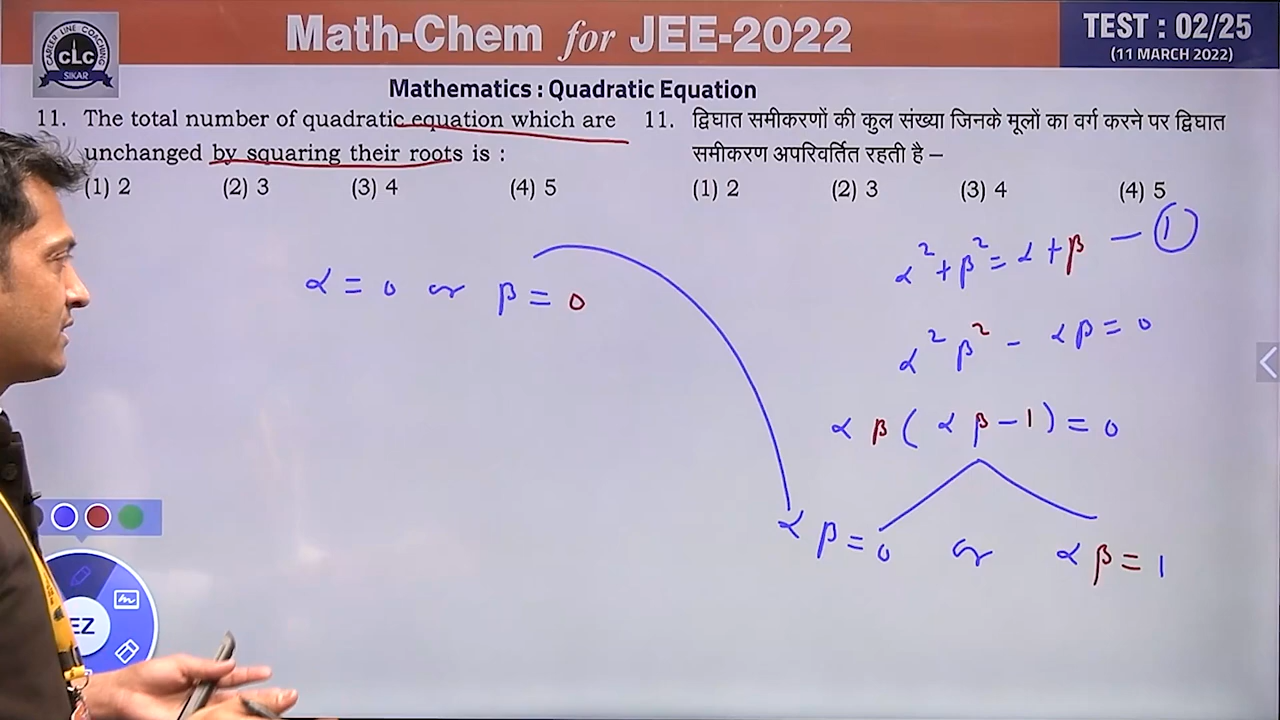 CAREER LINE COACHING
CLC
SIKAR
Math-Chem for JEE-2022
TEST : 02/25
(11 MARCH 2022)
Mathematics : Quadratic Equation
11. The total number of quadratic equation which are
unchanged by squaring their roots is :
(1) 2 (2) 3 (3) 4 (4) 5
11. द्विघात समीकरणों की कुल संख्या जिनके मूलों का वर्ग करने पर द्विघात
समीकरण अपरिवर्तित रहती है –
(1) 2 (2) 3 (3) 4 (4) 5
α = 0 or β = 0
α² + β² = α + β — ①
α² β² - αβ = 0
αβ(αβ-1) = 0
αβ = 0 or αβ = 1
EZ